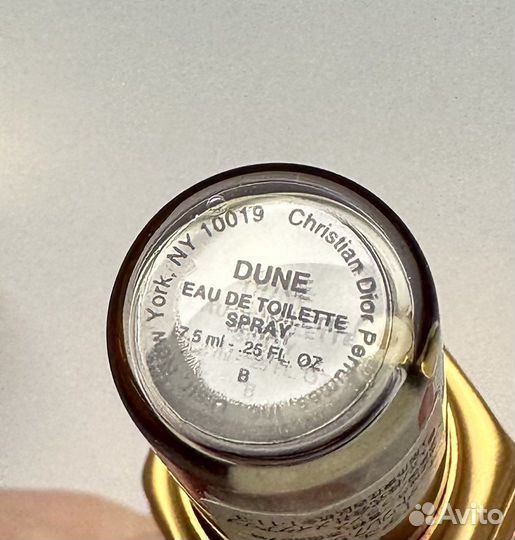 New York, NY 10019 Christian Dior Perfumes
DUNE
EAU DE TOILETTE
SPRAY
7.5 ml - .25 FL. OZ.
B
Avito